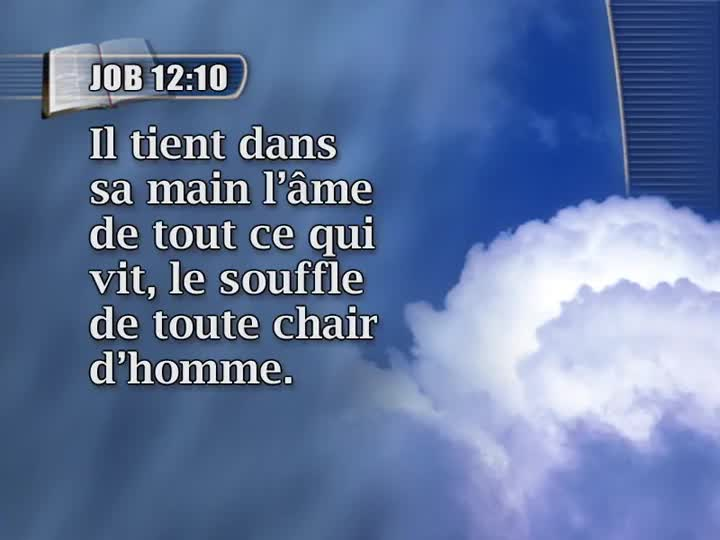 JOB 12:10
Il tient dans
sa main l’âme
de tout ce qui
vit, le souffle
de toute chair
d’homme.